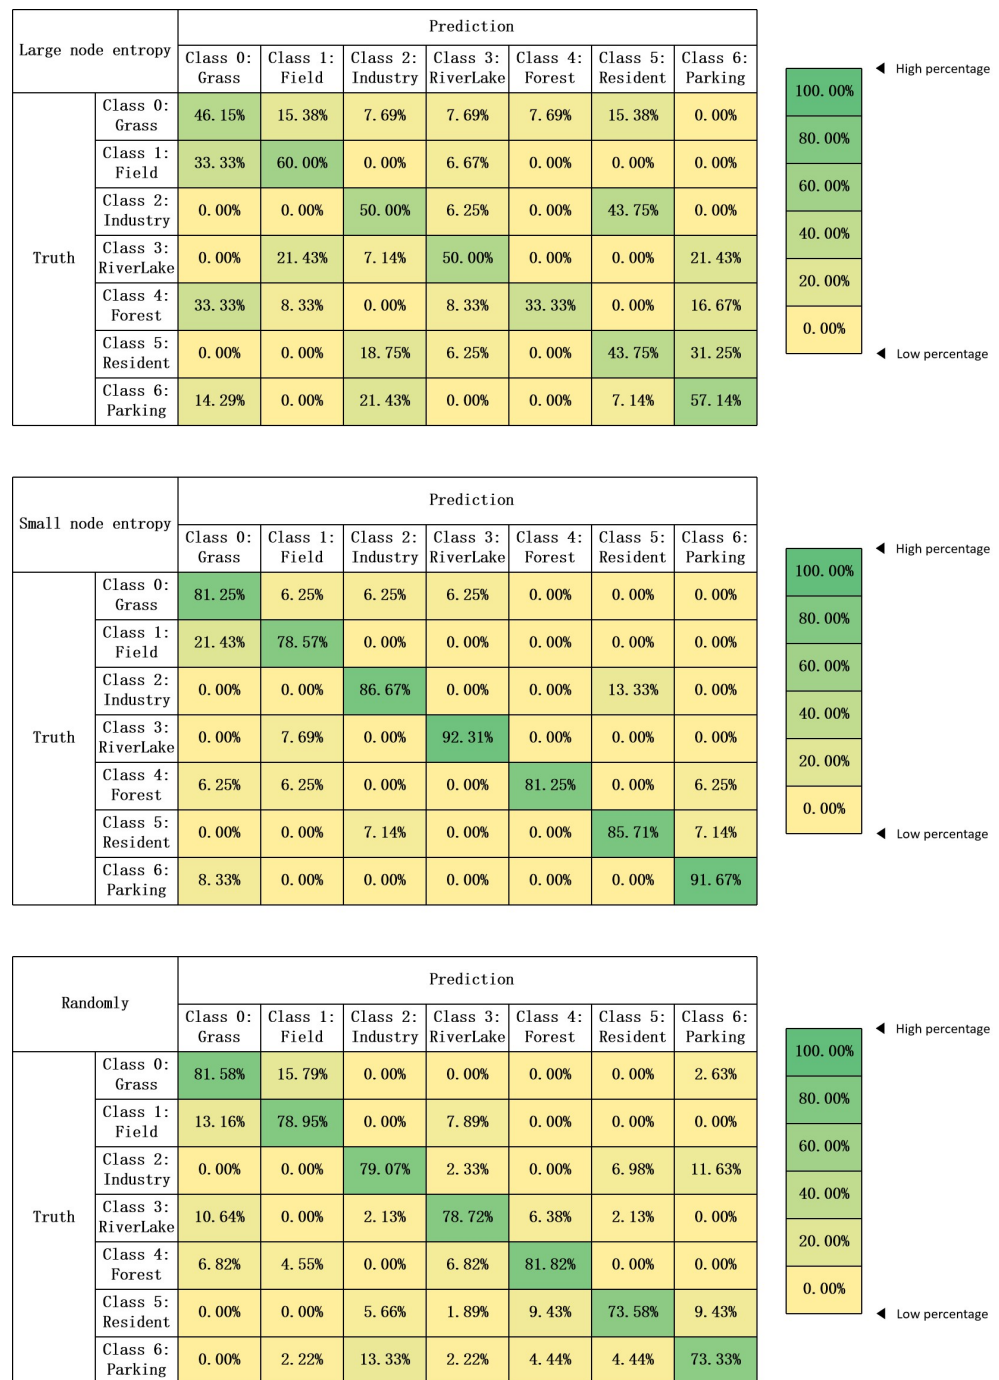 Large node entropy
Prediction
Class 0: Grass Class 1: Field Class 2: Industry Class 3: RiverLake Class 4: Forest Class 5: Resident Class 6: Parking
Truth
Class 0: Grass 46.15% 15.38% 7.69% 7.69% 7.69% 15.38% 0.00%
Class 1: Field 33.33% 60.00% 0.00% 6.67% 0.00% 0.00% 0.00%
Class 2: Industry 0.00% 0.00% 50.00% 6.25% 0.00% 43.75% 0.00%
Class 3: RiverLake 0.00% 21.43% 7.14% 50.00% 0.00% 0.00% 21.43%
Class 4: Forest 33.33% 8.33% 0.00% 8.33% 33.33% 0.00% 16.67%
Class 5: Resident 0.00% 0.00% 18.75% 6.25% 0.00% 43.75% 31.25%
Class 6: Parking 14.29% 0.00% 21.43% 0.00% 0.00% 7.14% 57.14%
◄ High percentage
100.00%
80.00%
60.00%
40.00%
20.00%
0.00%
◄ Low percentage
Small node entropy
Prediction
Class 0: Grass Class 1: Field Class 2: Industry Class 3: RiverLake Class 4: Forest Class 5: Resident Class 6: Parking
Truth
Class 0: Grass 81.25% 6.25% 6.25% 6.25% 0.00% 0.00% 0.00%
Class 1: Field 21.43% 78.57% 0.00% 0.00% 0.00% 0.00% 0.00%
Class 2: Industry 0.00% 0.00% 86.67% 0.00% 0.00% 13.33% 0.00%
Class 3: RiverLake 0.00% 7.69% 0.00% 92.31% 0.00% 0.00% 0.00%
Class 4: Forest 6.25% 6.25% 0.00% 0.00% 81.25% 0.00% 6.25%
Class 5: Resident 0.00% 0.00% 7.14% 0.00% 0.00% 85.71% 7.14%
Class 6: Parking 8.33% 0.00% 0.00% 0.00% 0.00% 0.00% 91.67%
◄ High percentage
100.00%
80.00%
60.00%
40.00%
20.00%
0.00%
◄ Low percentage
Randomly
Prediction
Class 0: Grass Class 1: Field Class 2: Industry Class 3: RiverLake Class 4: Forest Class 5: Resident Class 6: Parking
Truth
Class 0: Grass 81.58% 15.79% 0.00% 0.00% 0.00% 0.00% 2.63%
Class 1: Field 13.16% 78.95% 0.00% 7.89% 0.00% 0.00% 0.00%
Class 2: Industry 0.00% 0.00% 79.07% 2.33% 0.00% 6.98% 11.63%
Class 3: RiverLake 10.64% 0.00% 2.13% 78.72% 6.38% 2.13% 0.00%
Class 4: Forest 6.82% 4.55% 0.00% 6.82% 81.82% 0.00% 0.00%
Class 5: Resident 0.00% 0.00% 5.66% 1.89% 9.43% 73.58% 9.43%
Class 6: Parking 0.00% 2.22% 13.33% 2.22% 4.44% 4.44% 73.33%
◄ High percentage
100.00%
80.00%
60.00%
40.00%
20.00%
0.00%
◄ Low percentage